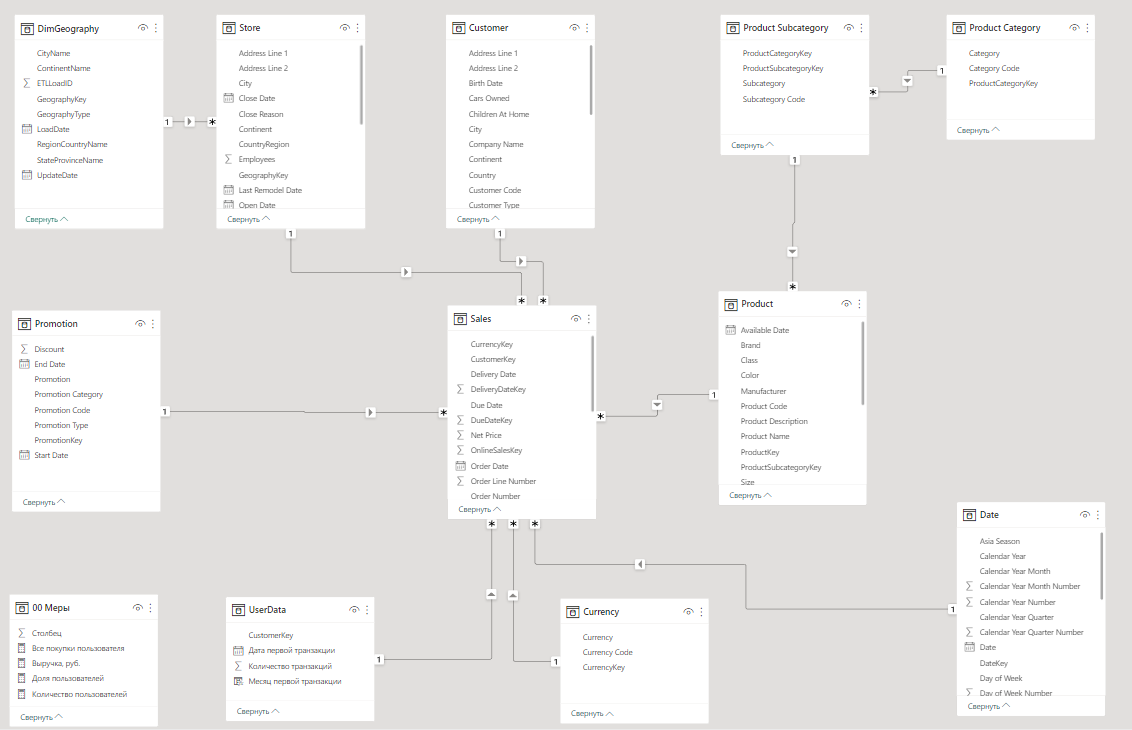 DimGeography
CityName
ContinentName
ETLLoadID
GeographyKey
GeographyType
LoadDate
RegionCountryName
StateProvinceName
UpdateDate
Свернуть
Store
Address Line 1
Address Line 2
City
Close Date
Close Reason
Continent
CountryRegion
Employees
GeographyKey
Last Remodel Date
Open Date
Свернуть
Customer
Address Line 1
Address Line 2
Birth Date
Cars Owned
Children At Home
City
Company Name
Continent
Country
Customer Code
Customer Type
Свернуть
Product Subcategory
ProductCategoryKey
ProductSubcategoryKey
Subcategory
Subcategory Code
Свернуть
Product Category
Category
Category Code
ProductCategoryKey
Свернуть
1
*
*
1
1
1
1
*
*
*
Promotion
Discount
End Date
Promotion
Promotion Category
Promotion Code
Promotion Type
PromotionKey
Start Date
Свернуть
1
*
Sales
CurrencyKey
CustomerKey
Delivery Date
DeliveryDateKey
Due Date
DueDateKey
Net Price
OnlineSalesKey
Order Date
Order Line Number
Order Number
Свернуть
*
1
Product
Available Date
Brand
Class
Color
Manufacturer
Product Code
Product Description
Product Name
ProductKey
ProductSubcategoryKey
Size
Свернуть
*
*
*
00 Меры
Столбец
Все покупки пользователя
Выручка, руб.
Доля пользователей
Количество пользователей
Свернуть
UserData
CustomerKey
Дата первой транзакции
Количество транзакций
Месяц первой транзакции
Свернуть
1
1
Currency
Currency
Currency Code
CurrencyKey
Свернуть
1
Date
Asia Season
Calendar Year
Calendar Year Month
Calendar Year Month Number
Calendar Year Number
Calendar Year Quarter
Calendar Year Quarter Number
Date
DateKey
Day of Week
Day of Week Number
Свернуть